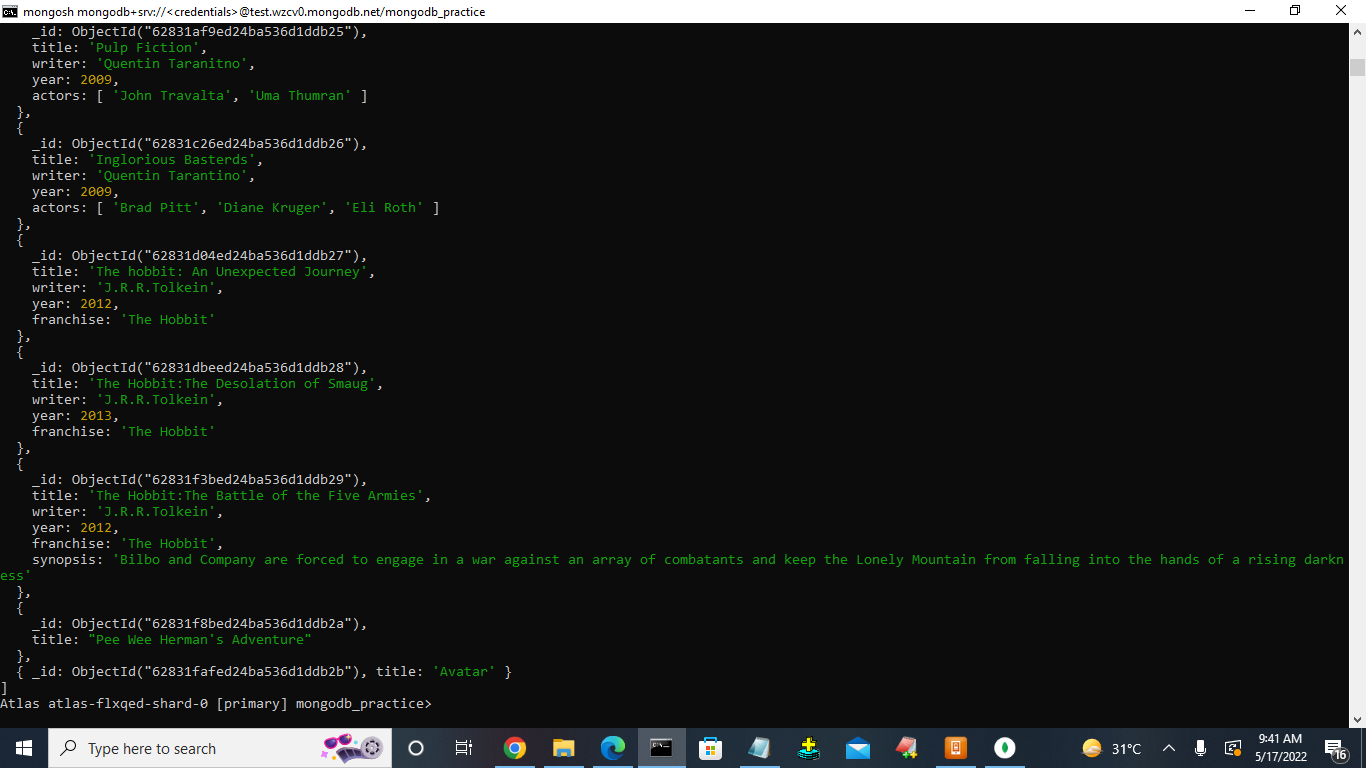 mongosh mongodb+srv://<credentials>@test.wzcv0.mongodb.net/mongodb_practice
_id: ObjectId("62831af9ed24ba536d1ddb25"),
title: 'Pulp Fiction',
writer: 'Quentin Taranitno',
year: 2009,
actors: [ 'John Travalta', 'Uma Thumran' ]
},
{
_id: ObjectId("62831c26ed24ba536d1ddb26"),
title: 'Inglorious Basterds',
writer: 'Quentin Tarantino',
year: 2009,
actors: [ 'Brad Pitt', 'Diane Kruger', 'Eli Roth' ]
},
{
_id: ObjectId("62831d04ed24ba536d1ddb27"),
title: 'The hobbit: An Unexpected Journey',
writer: 'J.R.R.Tolkein',
year: 2012,
franchise: 'The Hobbit'
},
{
_id: ObjectId("62831dbeed24ba536d1ddb28"),
title: 'The Hobbit:The Desolation of Smaug',
writer: 'J.R.R.Tolkein',
year: 2013,
franchise: 'The Hobbit'
},
{
_id: ObjectId("62831f3bed24ba536d1ddb29"),
title: 'The Hobbit:The Battle of the Five Armies',
writer: 'J.R.R.Tolkein',
year: 2012,
franchise: 'The Hobbit',
synopsis: 'Bilbo and Company are forced to engage in a war against an array of combatants and keep the Lonely Mountain from falling into the hands of a rising darkn
ess'
},
{
_id: ObjectId("62831f8bed24ba536d1ddb2a"),
title: "Pee Wee Herman's Adventure"
},
{ _id: ObjectId("62831fafed24ba536d1ddb2b"), title: 'Avatar' }
]
Atlas atlas-flxqed-shard-0 [primary] mongodb_practice>
Type here to search
31°C
9:41 AM
5/17/2022
16